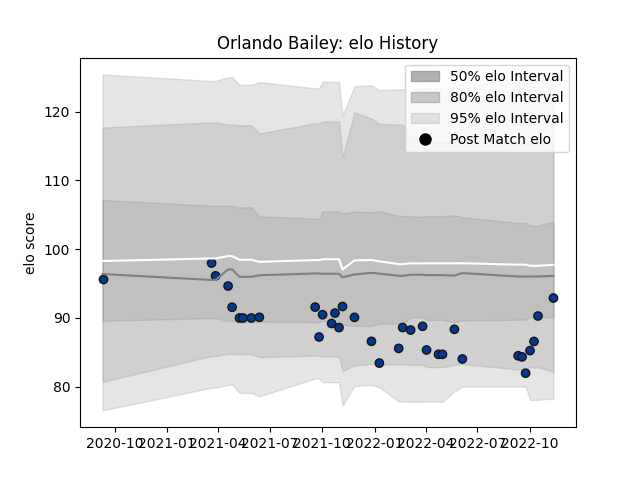 Orlando Bailey: elo History
50% elo Interval
80% elo Interval
95% elo Interval
Post Match elo
elo score
120
110
100
90
80
2020-10 2021-01 2021-04 2021-07 2021-10 2022-01 2022-04 2022-07 2022-10